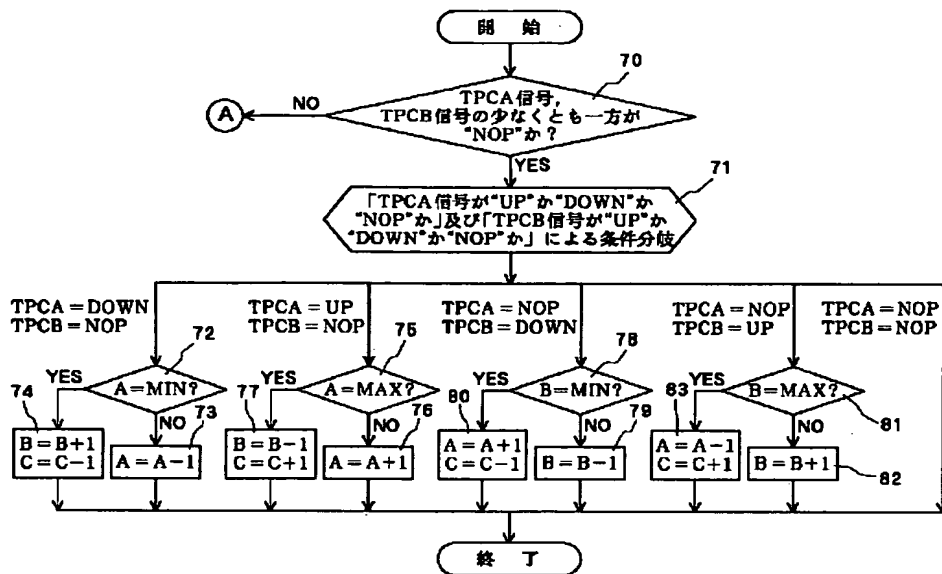 開 始
70
TPCA信号,
TPCB信号の少なくとも一方が
"NOP"か?
NO
A
YES
71
「TPCA信号が"UP"か"DOWN"か
"NOP"か」及び「TPCB信号が"UP"か
"DOWN"か"NOP"か」による条件分岐
TPCA=DOWN
TPCB=NOP
TPCA=UP
TPCB=NOP
TPCA=NOP
TPCB=DOWN
TPCA=NOP
TPCB=UP
TPCA=NOP
TPCB=NOP
72
A=MIN?
YES
NO
74
B=B+1
C=C-1
73
A=A-1
75
A=MAX?
YES
NO
77
B=B-1
C=C+1
76
A=A+1
78
B=MIN?
YES
NO
80
A=A+1
C=C-1
79
B=B-1
B=MAX?
81
YES
NO
83
A=A-1
C=C+1
B=B+1
82
終 了